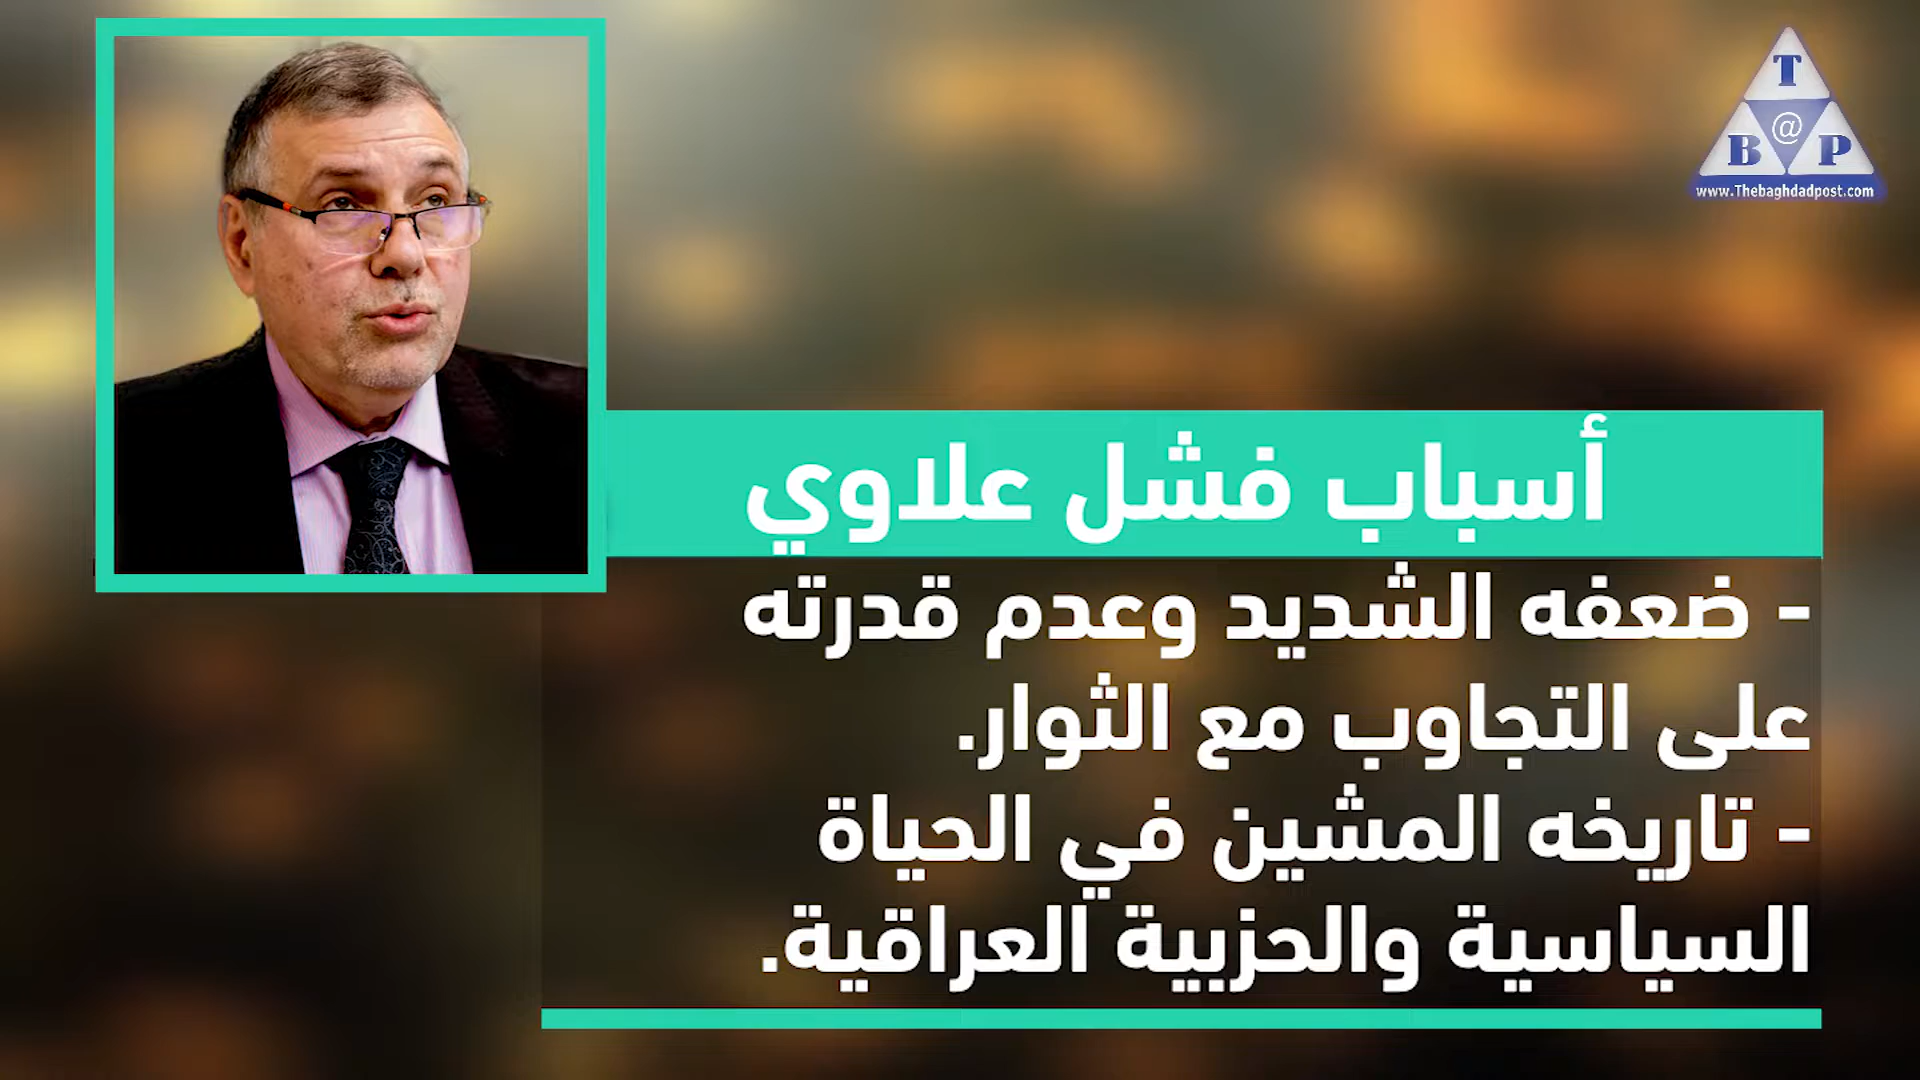 T
@
B P
www.Thebaghdadpost.com
أسباب فشل علاوي
- ضعفه الشديد وعدم قدرته
على التجاوب مع الثوار.
- تاريخه المشين في الحياة
السياسية والحزبية العراقية.